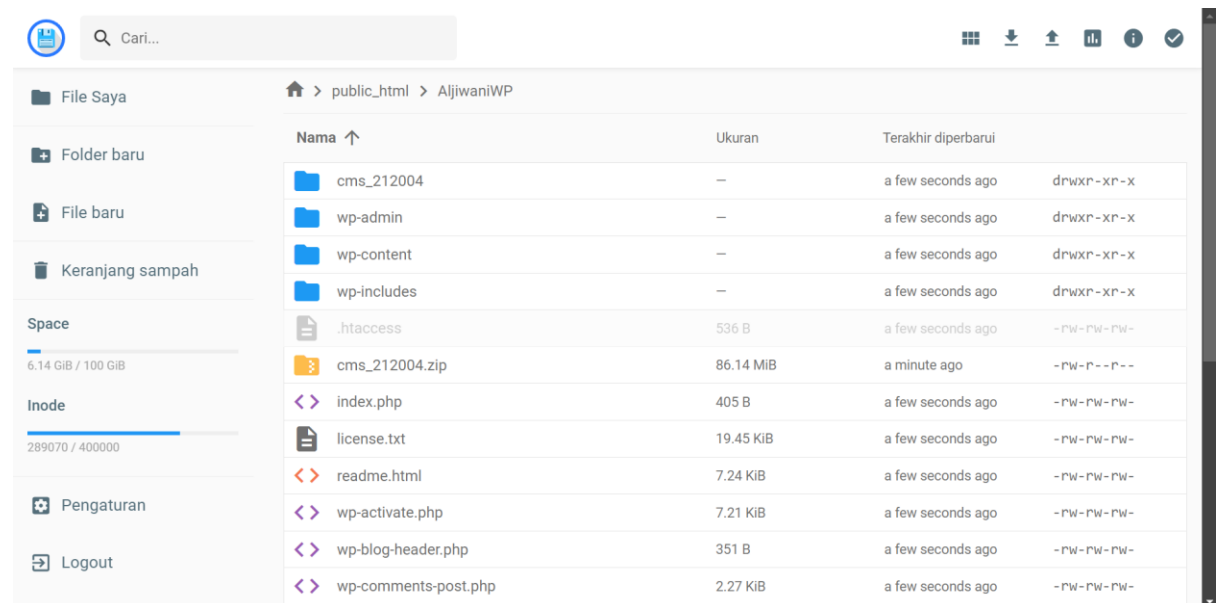 Cari...
File Saya
Folder baru
File baru
Keranjang sampah
Space
6.14 GiB / 100 GiB
Inode
289070 / 400000
Pengaturan
Logout
> public_html > AljiwaniWP
Nama Ukuran Terakhir diperbarui
cms_212004 — a few seconds ago drwxr-xr-x
wp-admin — a few seconds ago drwxr-xr-x
wp-content — a few seconds ago drwxr-xr-x
wp-includes — a few seconds ago drwxr-xr-x
.htaccess 536 B a few seconds ago -rw-rw-rw-
cms_212004.zip 86.14 MiB a minute ago -rw-r--r--
index.php 405 B a few seconds ago -rw-rw-rw-
license.txt 19.45 KiB a few seconds ago -rw-rw-rw-
readme.html 7.24 KiB a few seconds ago -rw-rw-rw-
wp-activate.php 7.21 KiB a few seconds ago -rw-rw-rw-
wp-blog-header.php 351 B a few seconds ago -rw-rw-rw-
wp-comments-post.php 2.27 KiB a few seconds ago -rw-rw-rw-